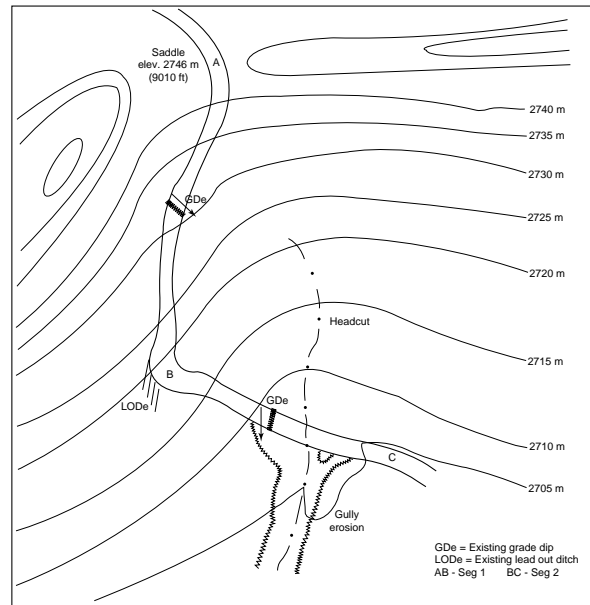 Saddle
elev. 2746 m
(9010 ft)
A
2740 m
2735 m
2730 m
GDe
2725 m
2720 m
Headcut
2715 m
B
LODe
GDe
2710 m
C
2705 m
Gully
erosion
GDe = Existing grade dip
LODe = Existing lead out ditch
AB - Seg 1 BC - Seg 2